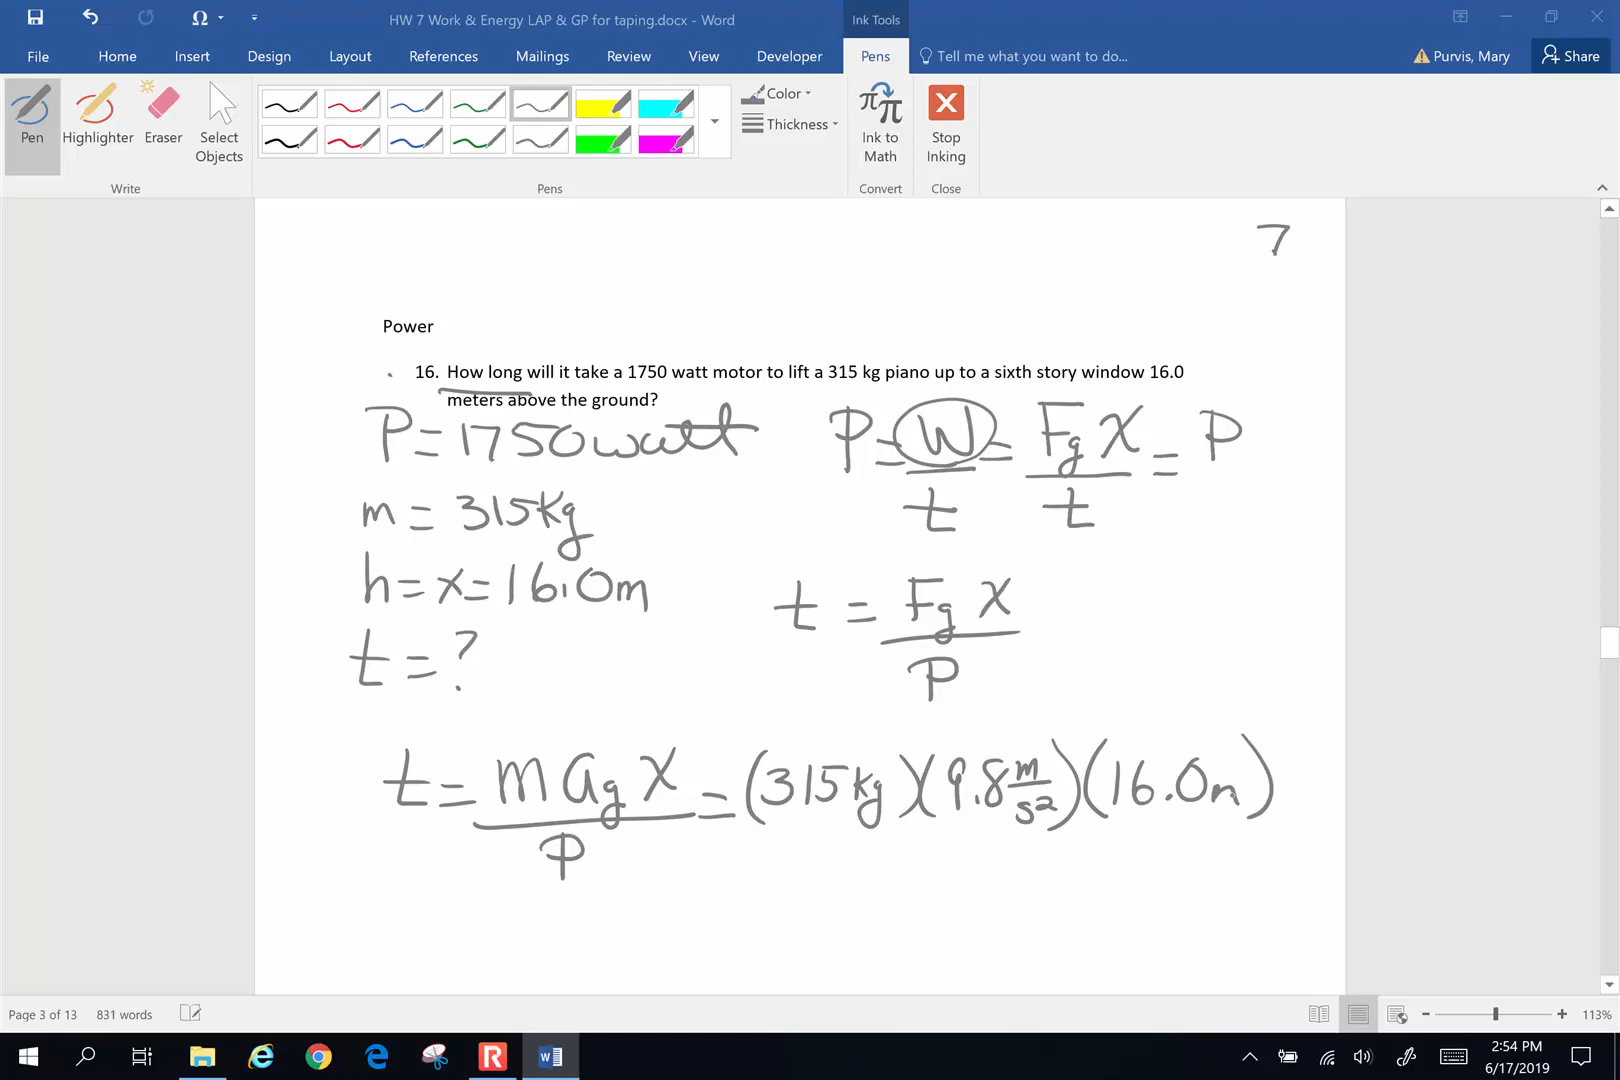 HW 7 Work & Energy LAP & GP for taping.docx - Word
Ink Tools
File Home Insert Design Layout References Mailings Review View Developer Pens Tell me what you want to do... Purvis, Mary Share
Pen Highlighter Eraser Select Objects
Color
Thickness
Ink to Math
Stop Inking
Write Pens Convert Close
7
Power
16. How long will it take a 1750 watt motor to lift a 315 kg piano up to a sixth story window 16.0
meters above the ground?
P = 1750 watt
P = W/t = Fg x/t = P
m = 315 kg
h = x = 16.0m
t = Fg x/P
t = ?
t = m ag x/P = (315 kg)(9.8 m/s²)(16.0m)
Page 3 of 13 831 words 113%
2:54 PM
6/17/2019